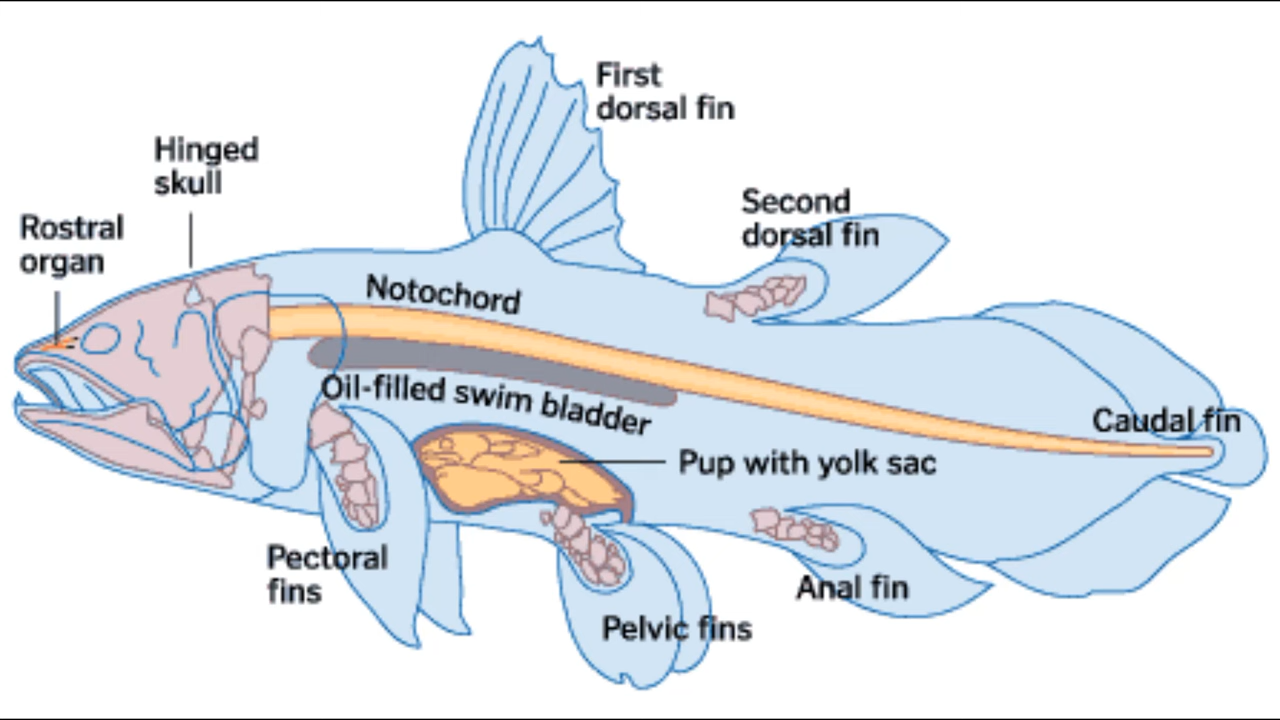 First
dorsal fin
Hinged
skull
Second
dorsal fin
Rostral
organ
Notochord
Oil-filled swim bladder
Caudal fin
Pup with yolk sac
Pectoral
fins
Anal fin
Pelvic fins